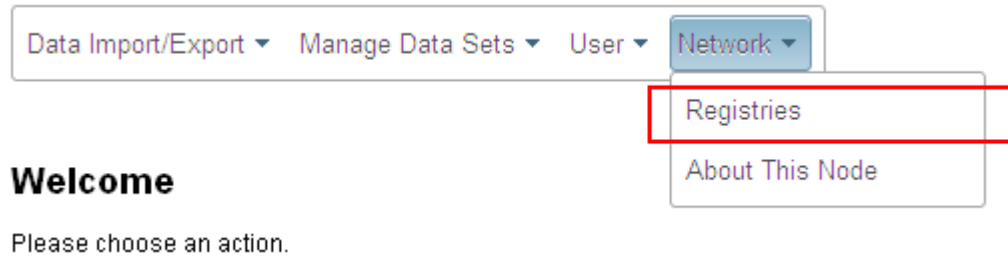 Data Import/Export Manage Data Sets User Network
Registries
About This Node
Welcome
Please choose an action.